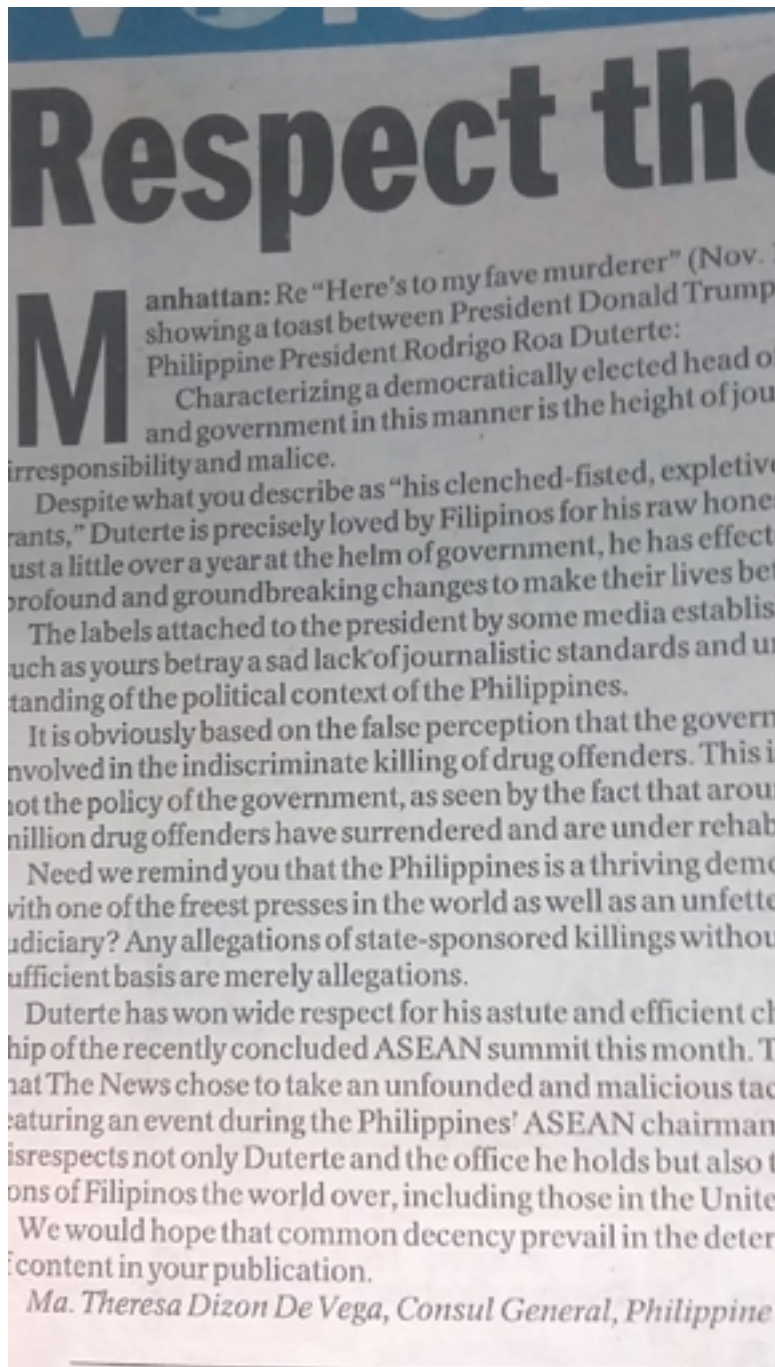 Respect the
Manhattan: Re “Here’s to my fave murderer” (Nov.
showing a toast between President Donald Trump
Philippine President Rodrigo Roa Duterte:
Characterizing a democratically elected head o
and government in this manner is the height of jou
irresponsibility and malice.
Despite what you describe as “his clenched-fisted, expletive
rants,” Duterte is precisely loved by Filipinos for his raw hone
ust a little over a year at the helm of government, he has effect
profound and groundbreaking changes to make their lives bet
The labels attached to the president by some media establis
uch as yours betray a sad lack of journalistic standards and un
tanding of the political context of the Philippines.
It is obviously based on the false perception that the govern
nvolved in the indiscriminate killing of drug offenders. This i
not the policy of the government, as seen by the fact that arou
million drug offenders have surrendered and are under rehab
Need we remind you that the Philippines is a thriving demo
with one of the freest presses in the world as well as an unfette
udiciary? Any allegations of state-sponsored killings withou
ufficient basis are merely allegations.
Duterte has won wide respect for his astute and efficient ch
hip of the recently concluded ASEAN summit this month. T
hat The News chose to take an unfounded and malicious tac
eaturing an event during the Philippines’ ASEAN chairman
isrespects not only Duterte and the office he holds but also t
ons of Filipinos the world over, including those in the Unite
We would hope that common decency prevail in the deter
f content in your publication.
Ma. Theresa Dizon De Vega, Consul General, Philippine